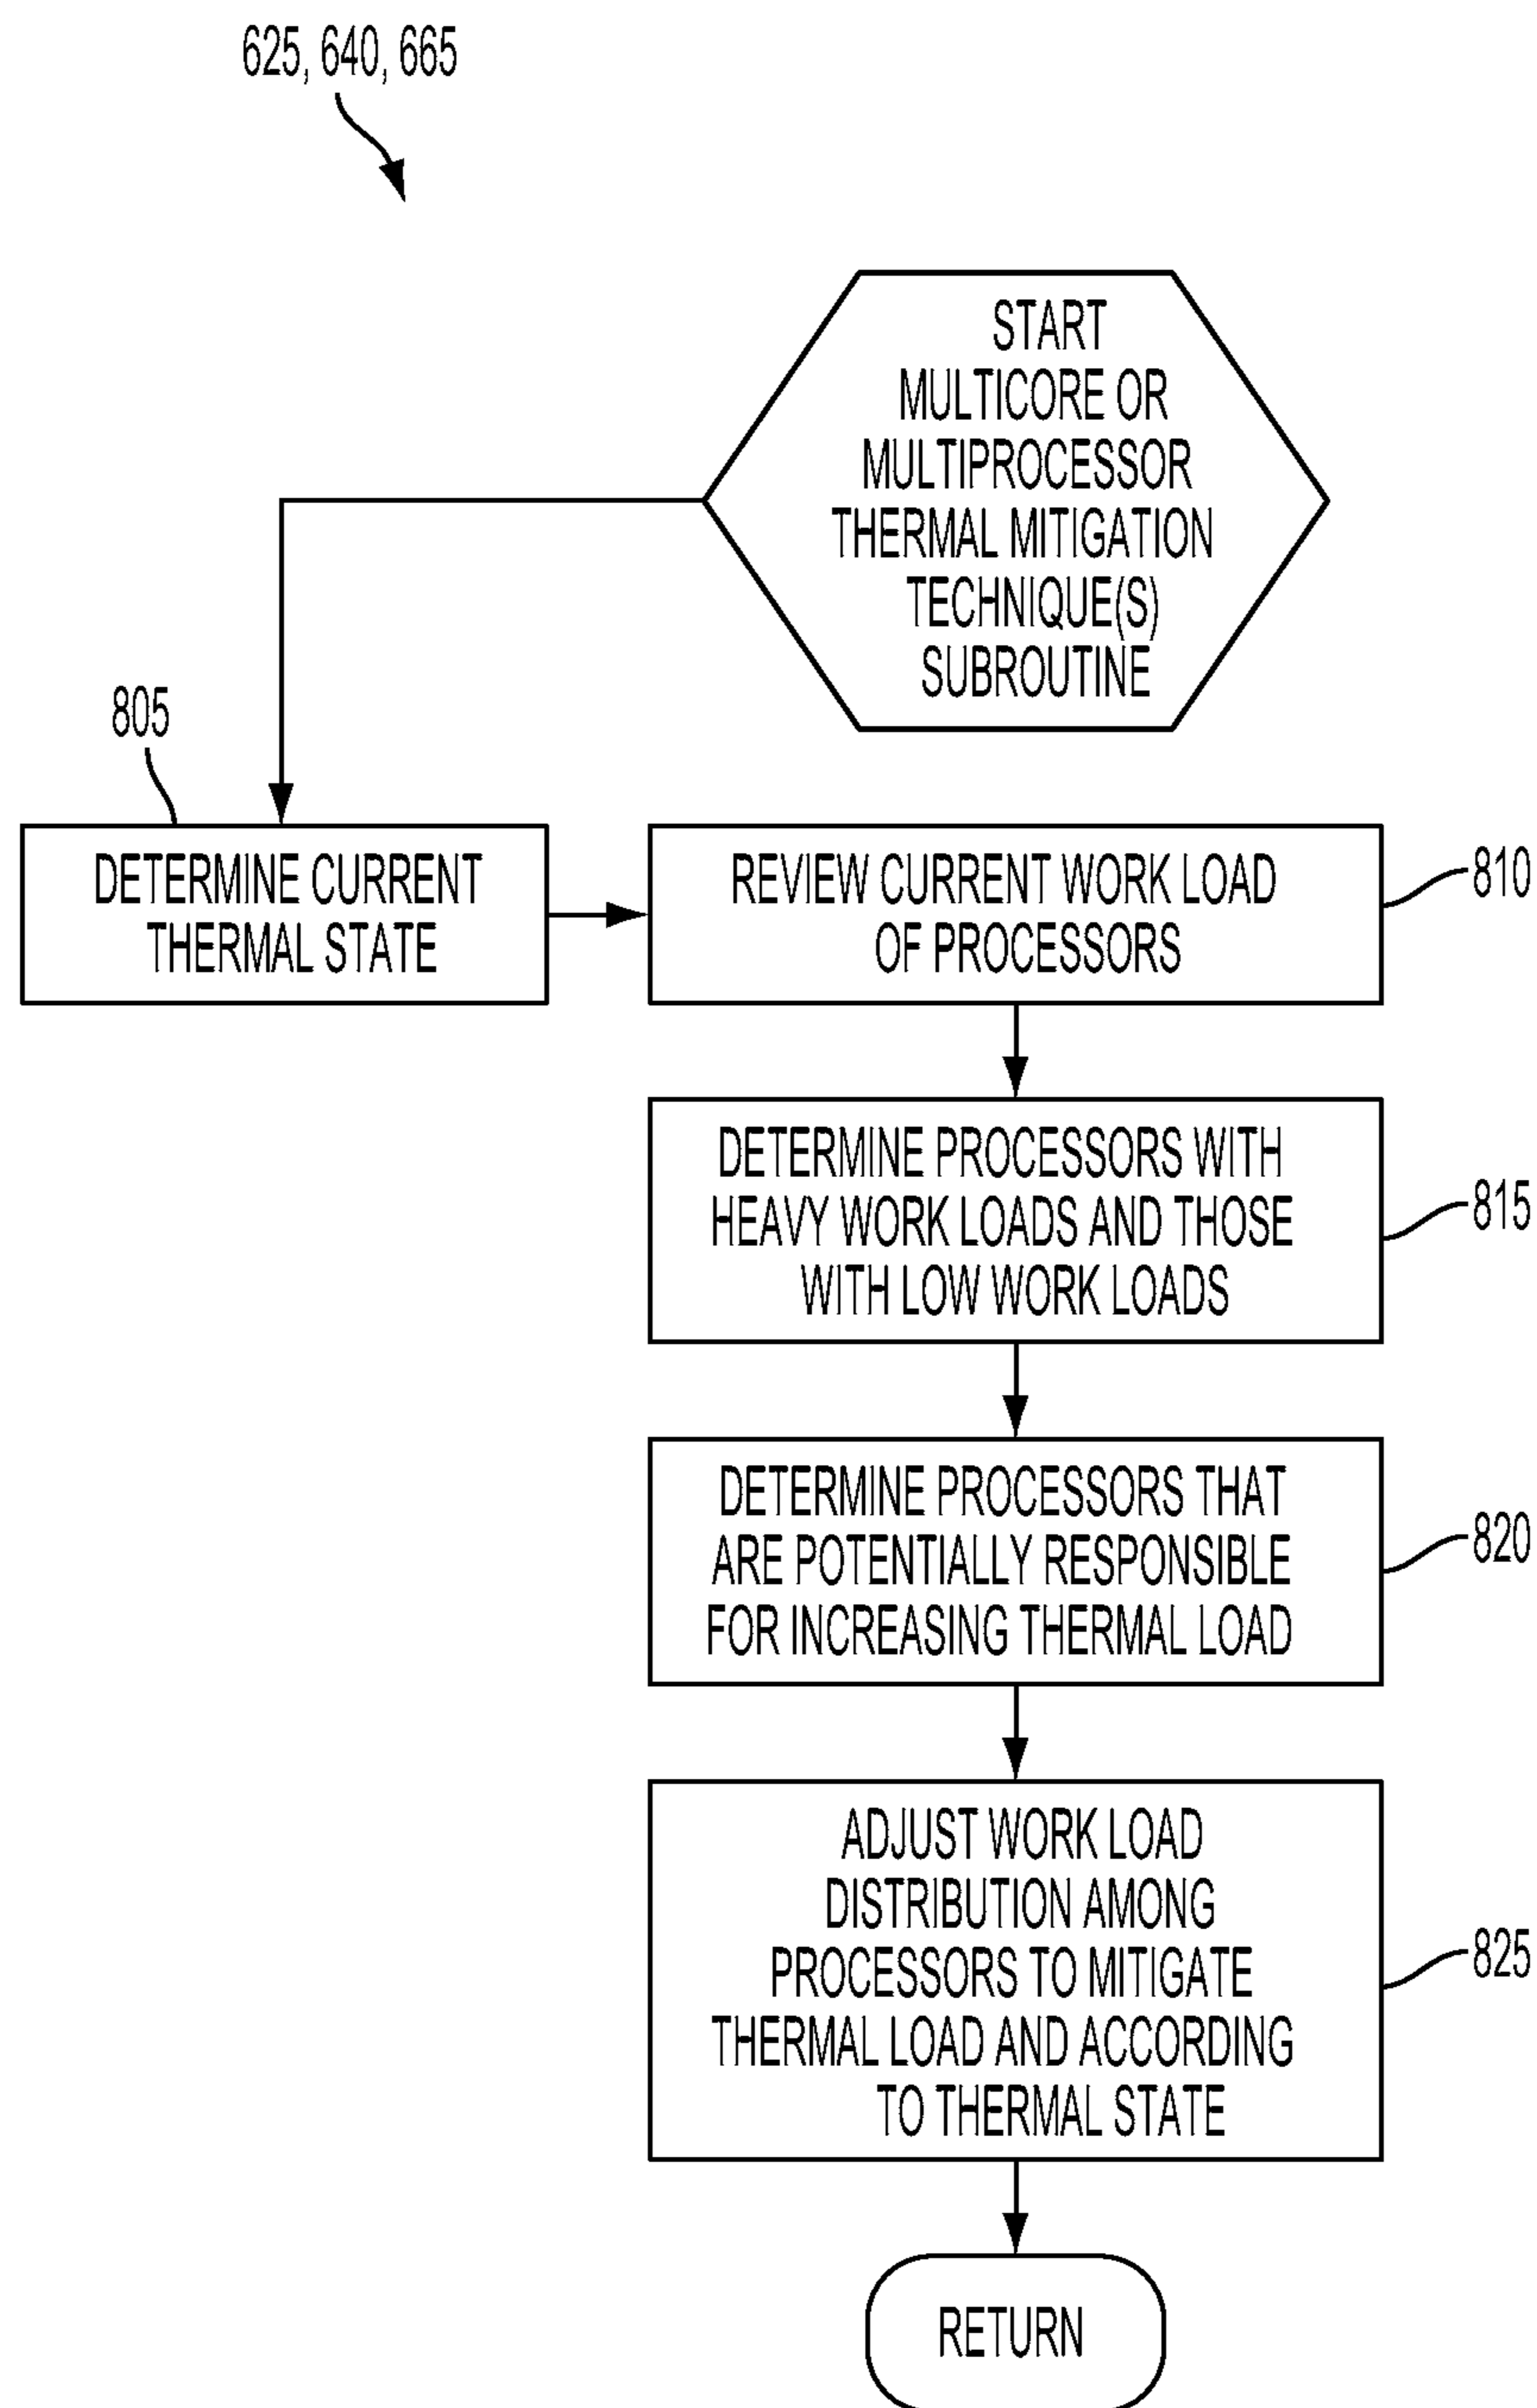 625, 640, 665
START
MULTICORE OR
MULTIPROCESSOR
THERMAL MITIGATION
TECHNIQUE(S)
SUBROUTINE
805
DETERMINE CURRENT
THERMAL STATE
REVIEW CURRENT WORK LOAD
OF PROCESSORS
810
DETERMINE PROCESSORS WITH
HEAVY WORK LOADS AND THOSE
WITH LOW WORK LOADS
815
DETERMINE PROCESSORS THAT
ARE POTENTIALLY RESPONSIBLE
FOR INCREASING THERMAL LOAD
820
ADJUST WORK LOAD
DISTRIBUTION AMONG
PROCESSORS TO MITIGATE
THERMAL LOAD AND ACCORDING
TO THERMAL STATE
825
RETURN